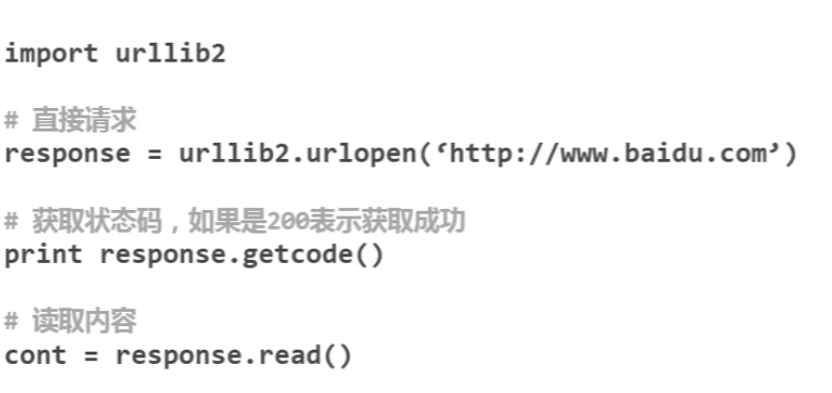 import urllib2
# 直接请求
response = urllib2.urlopen(‘http://www.baidu.com’)
# 获取状态码，如果是200表示获取成功
print response.getcode()
# 读取内容
cont = response.read()